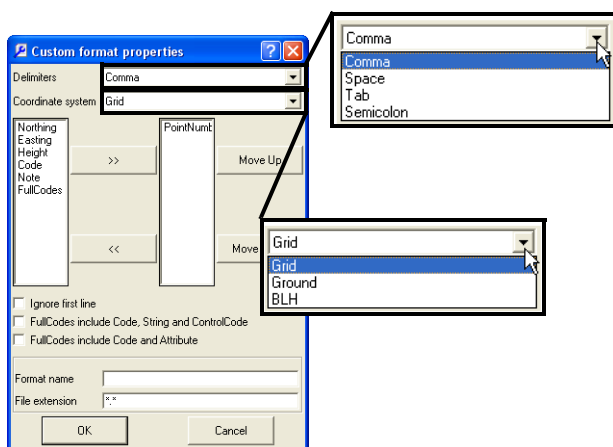 Custom format properties
Delimiters
Comma
Coordinate system
Grid
Northing
Easting
Height
Code
Note
FullCodes
>>
<<
PointNumb
Move Up
Move
Ignore first line
FullCodes include Code, String and ControlCode
FullCodes include Code and Attribute
Format name
File extension
*.*
OK
Cancel
Comma
Comma
Space
Tab
Semicolon
Grid
Grid
Ground
BLH